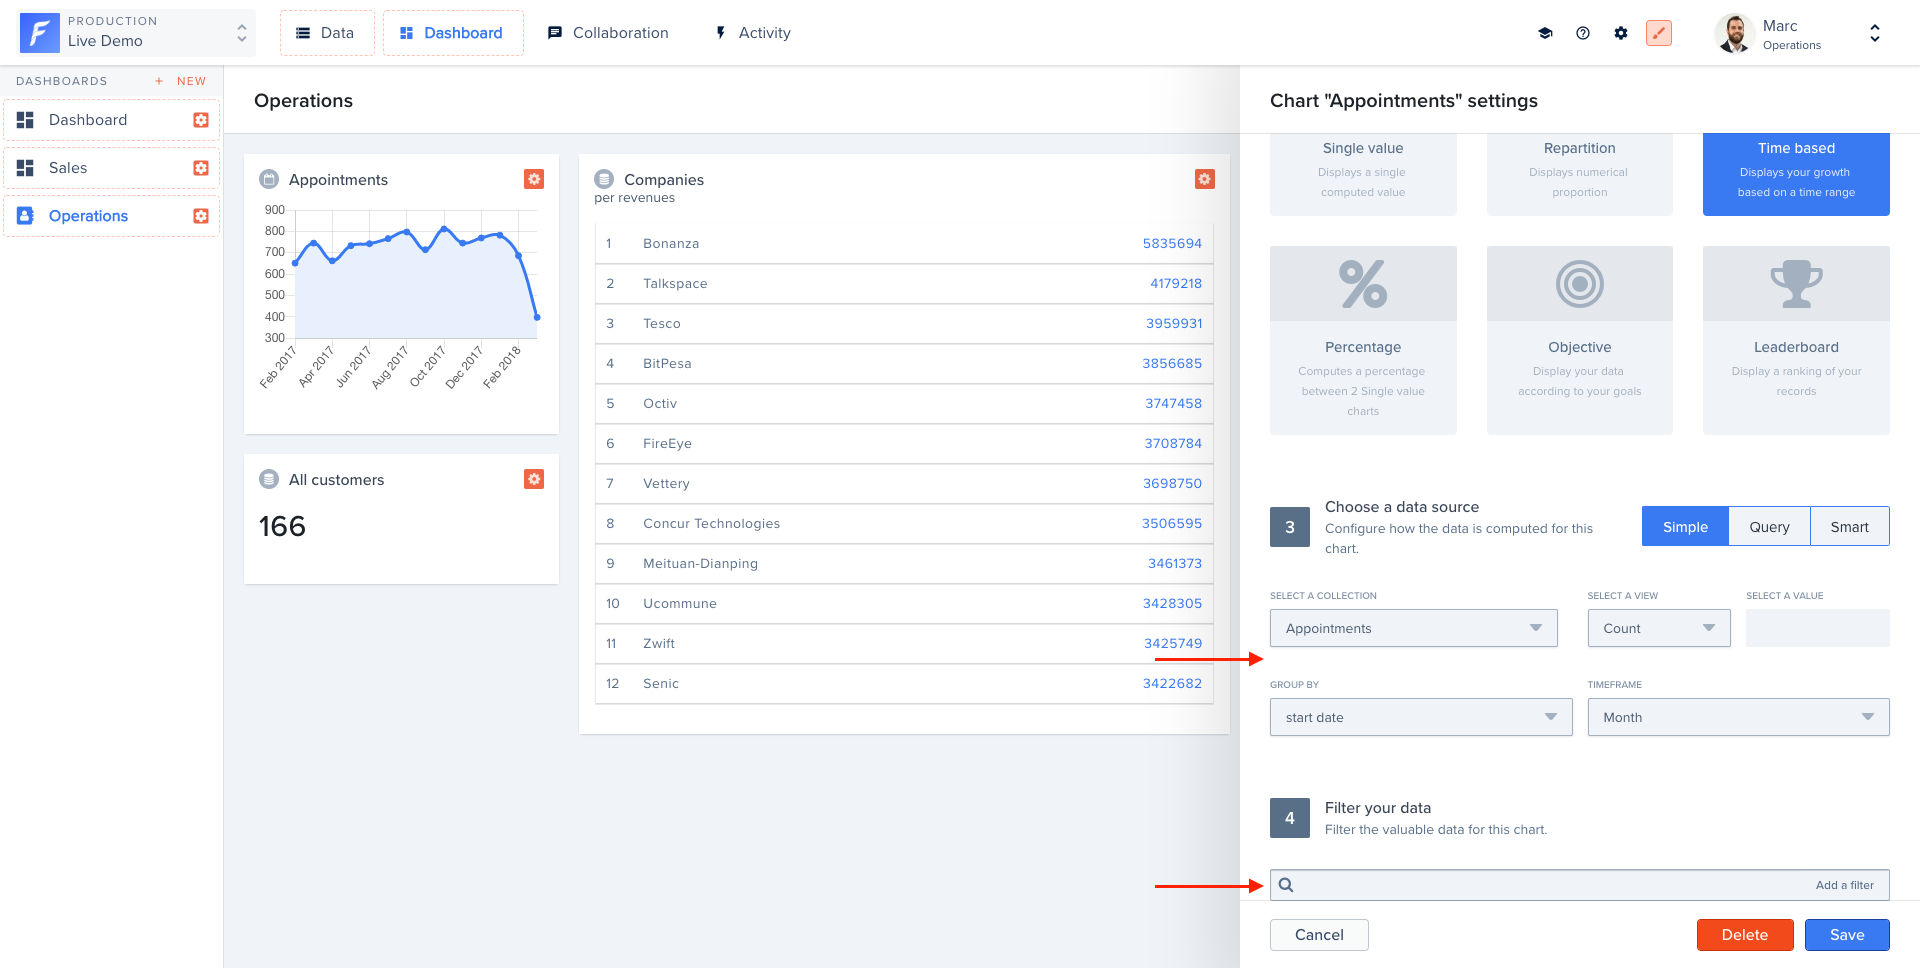 PRODUCTION
Live Demo
Data
Dashboard
Collaboration
Activity
Marc
Operations
DASHBOARDS
+ NEW
Dashboard
Sales
Operations
Operations
Appointments
900
800
700
600
500
400
300
Feb 2017
Apr 2017
Jun 2017
Aug 2017
Oct 2017
Dec 2017
Feb 2018
All customers
166
Companies
per revenues
1 Bonanza 5835694
2 Talkspace 4179218
3 Tesco 3959931
4 BitPesa 3856685
5 Octiv 3747458
6 FireEye 3708784
7 Vettery 3698750
8 Concur Technologies 3506595
9 Meituan-Dianping 3461373
10 Ucommune 3428305
11 Zwift 3425749
12 Senic 3422682
Chart "Appointments" settings
Single value
Displays a single
computed value
Repartition
Displays numerical
proportion
Time based
Displays your growth
based on a time range
%
Percentage
Computes a percentage
between 2 Single value
charts
Objective
Display your data
according to your goals
Leaderboard
Display a ranking of your
records
3
Choose a data source
Configure how the data is computed for this
chart.
Simple
Query
Smart
SELECT A COLLECTION
Appointments
SELECT A VIEW
Count
SELECT A VALUE
GROUP BY
start date
TIMEFRAME
Month
4
Filter your data
Filter the valuable data for this chart.
Add a filter
Cancel
Delete
Save